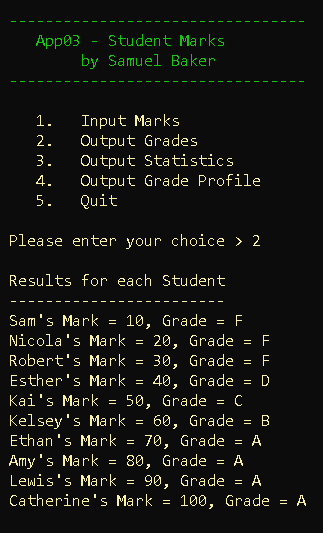 ---------------------------------
App03 - Student Marks
by Samuel Baker
---------------------------------
1. Input Marks
2. Output Grades
3. Output Statistics
4. Output Grade Profile
5. Quit
Please enter your choice > 2
Results for each Student
------------------------
Sam's Mark = 10, Grade = F
Nicola's Mark = 20, Grade = F
Robert's Mark = 30, Grade = F
Esther's Mark = 40, Grade = D
Kai's Mark = 50, Grade = C
Kelsey's Mark = 60, Grade = B
Ethan's Mark = 70, Grade = A
Amy's Mark = 80, Grade = A
Lewis's Mark = 90, Grade = A
Catherine's Mark = 100, Grade = A